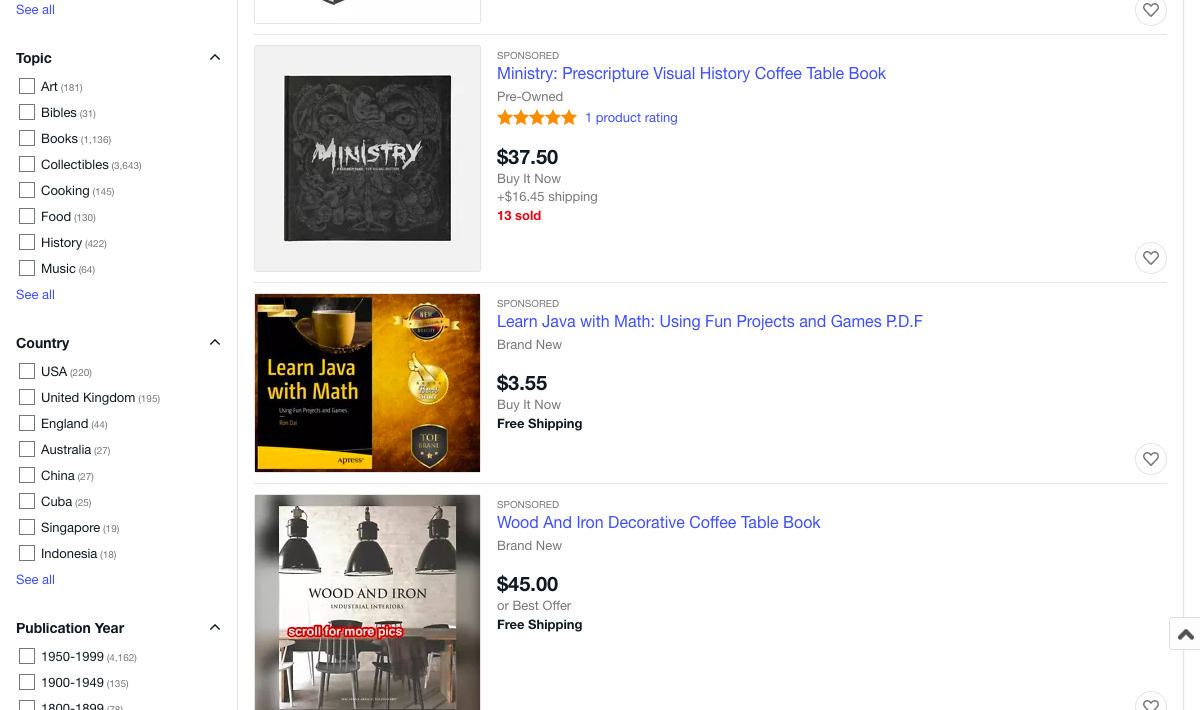 See all
Topic
Art (181)
Bibles (31)
Books (1,136)
Collectibles (3,643)
Cooking (145)
Food (130)
History (422)
Music (64)
See all
Country
USA (220)
United Kingdom (195)
England (44)
Australia (27)
China (27)
Cuba (25)
Singapore (19)
Indonesia (18)
See all
Publication Year
1950-1999 (4,162)
1900-1949 (135)
1800-1899 (78)
MINISTRY
SPONSORED
Ministry: Prescripture Visual History Coffee Table Book
Pre-Owned
1 product rating
$37.50
Buy It Now
+$16.45 shipping
13 sold
Learn Java
with Math
Using Fun Projects and Games
Ron Dai
Apress
NEW
TOP
BRAND
SPONSORED
Learn Java with Math: Using Fun Projects and Games P.D.F
Brand New
$3.55
Buy It Now
Free Shipping
WOOD AND IRON
INDUSTRIAL INTERIORS
scroll for more pics
SPONSORED
Wood And Iron Decorative Coffee Table Book
Brand New
$45.00
or Best Offer
Free Shipping